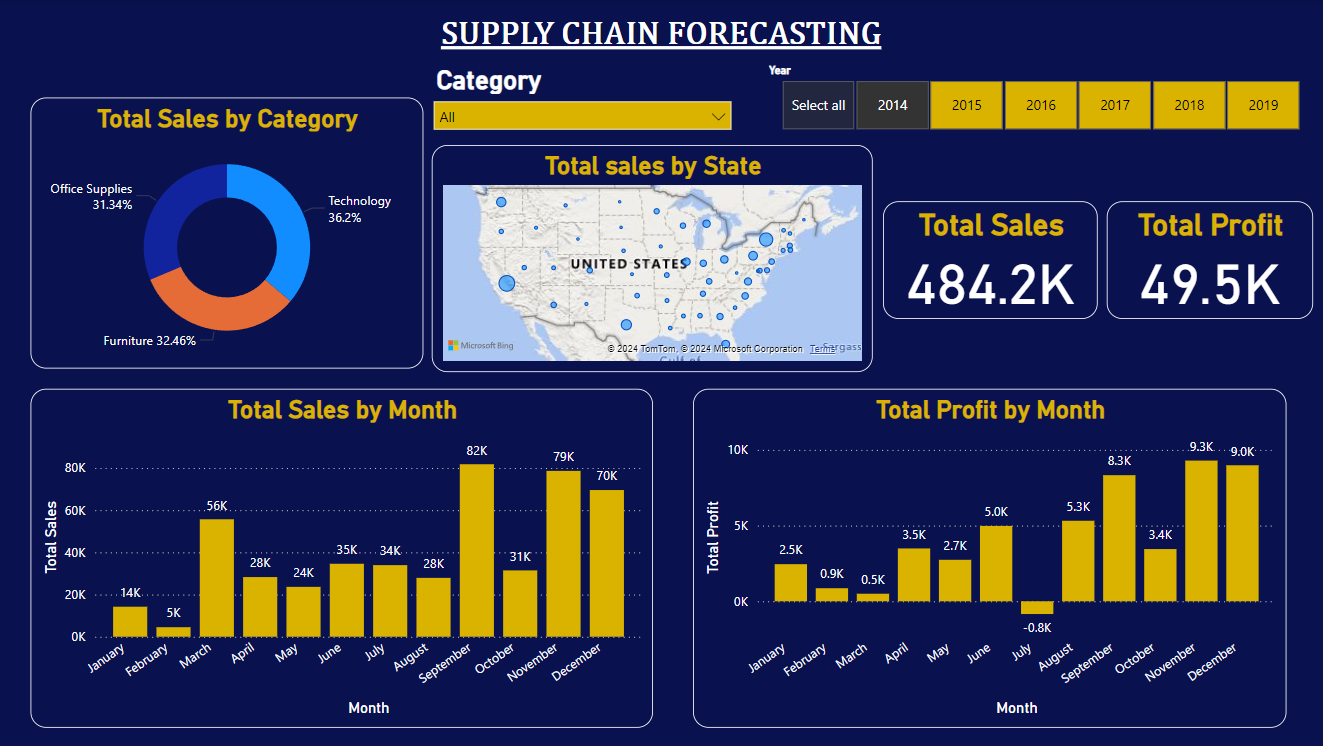 SUPPLY CHAIN FORECASTING
Category
All
Year
Select all
2014
2015
2016
2017
2018
2019
Total Sales by Category
Office Supplies
31.34%
Technology
36.2%
Furniture 32.46%
Total sales by State
UNITED STATES
Microsoft Bing
© 2024 TomTom, © 2024 Microsoft Corporation Terms
Sargass
Gulf of
Total Sales
484.2K
Total Profit
49.5K
Total Sales by Month
Total Sales
80K
60K
40K
20K
0K
14K
5K
56K
28K
24K
35K
34K
28K
82K
31K
79K
70K
January
February
March
April
May
June
July
August
September
October
November
December
Month
Total Profit by Month
Total Profit
10K
5K
0K
2.5K
0.9K
0.5K
3.5K
2.7K
5.0K
-0.8K
5.3K
8.3K
3.4K
9.3K
9.0K
January
February
March
April
May
June
July
August
September
October
November
December
Month